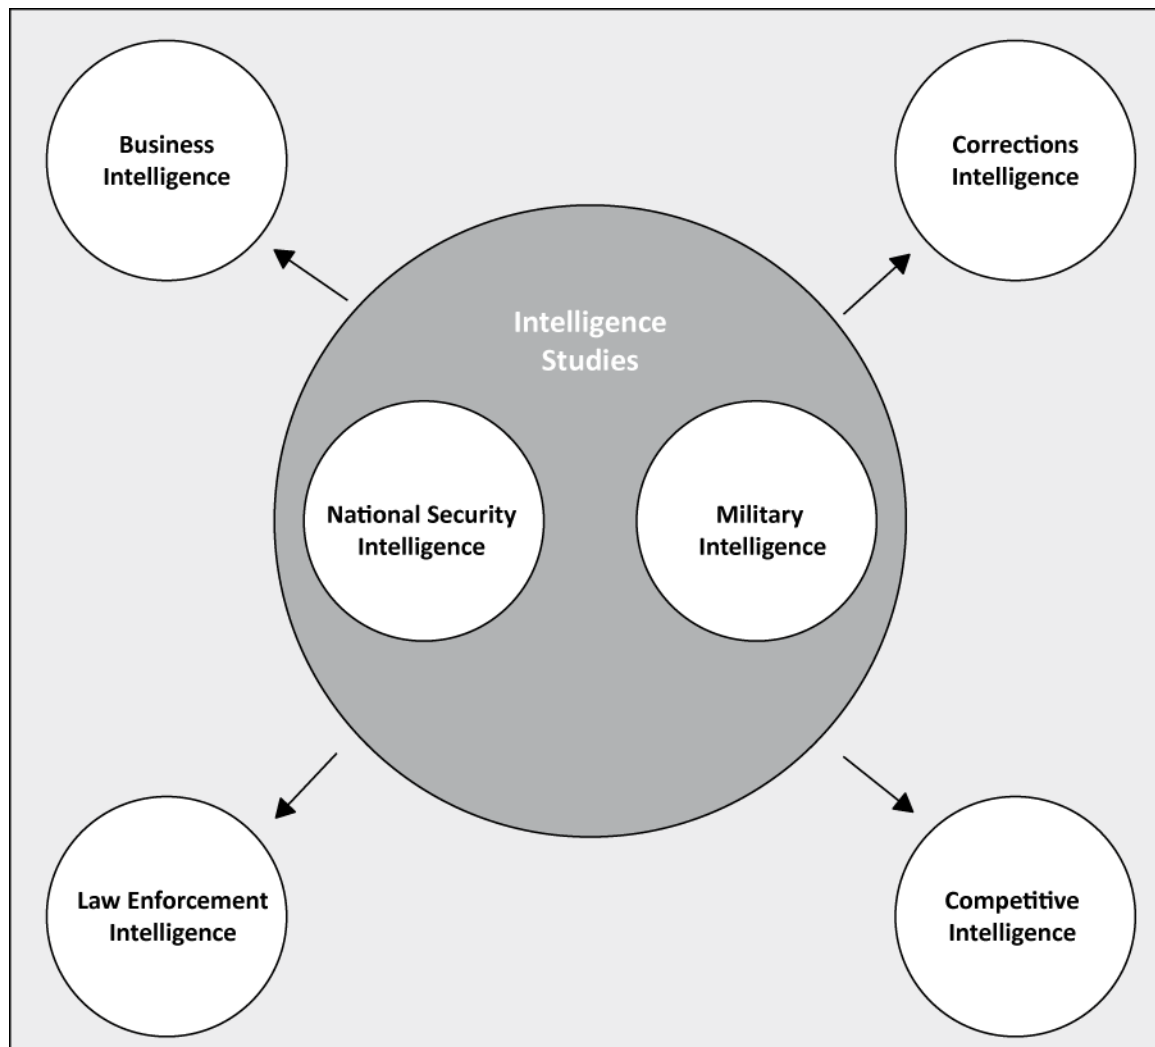 Business
Intelligence
Corrections
Intelligence
Intelligence
Studies
National Security
Intelligence
Military
Intelligence
Law Enforcement
Intelligence
Competitive
Intelligence